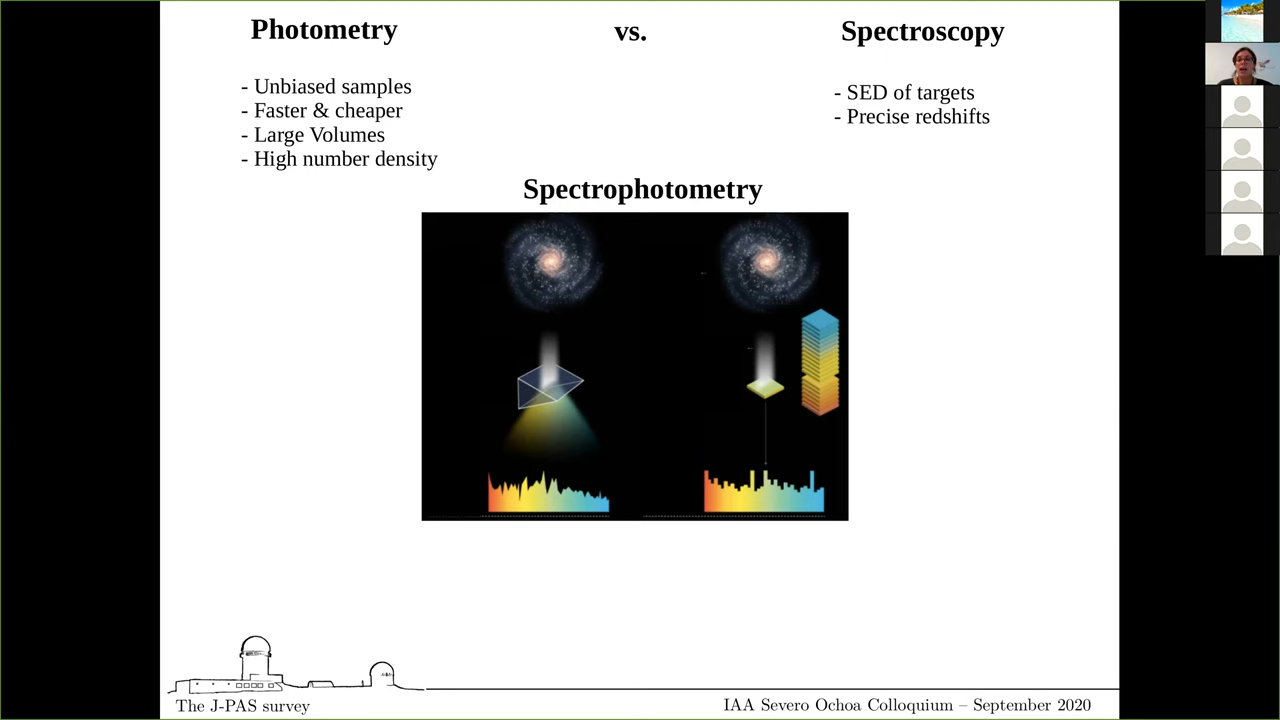 Photometry
vs.
Spectroscopy
- Unbiased samples
- Faster & cheaper
- Large Volumes
- High number density
- SED of targets
- Precise redshifts
Spectrophotometry
The J-PAS survey
IAA Severo Ochoa Colloquium – September 2020